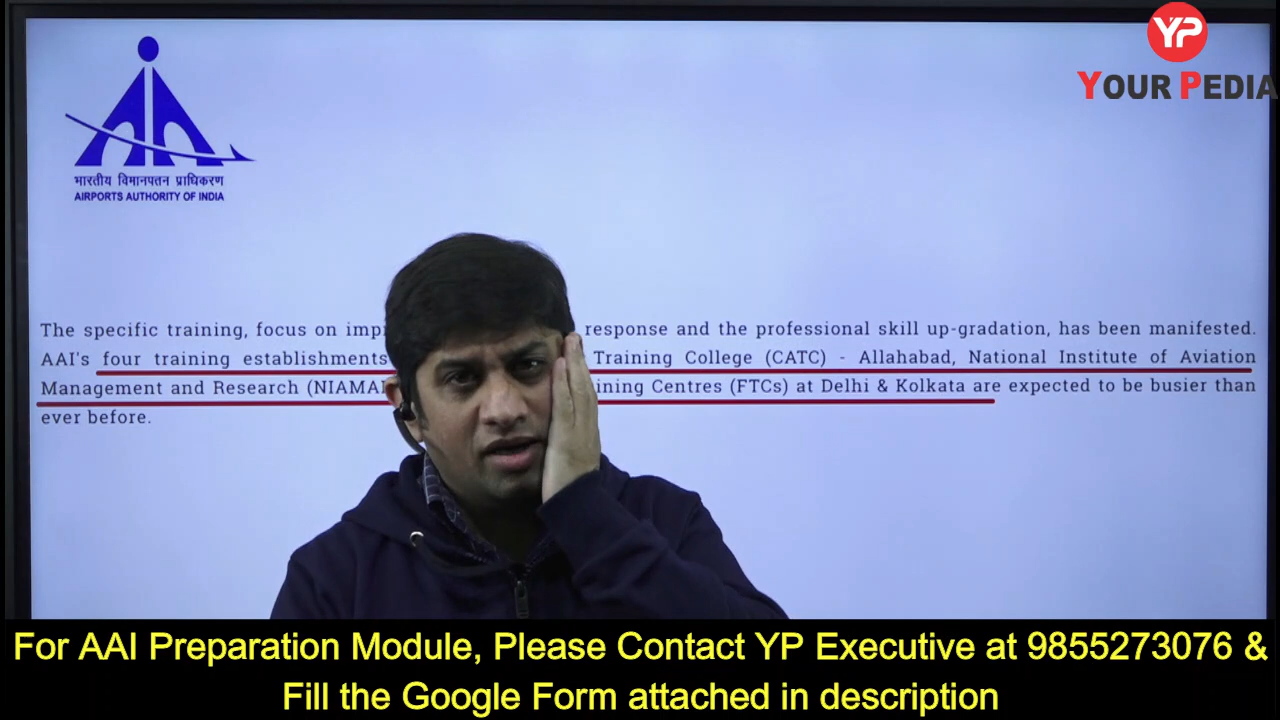 YP
YOUR PEDIA
भारतीय विमानपत्तन प्राधिकरण
AIRPORTS AUTHORITY OF INDIA
The specific training, focus on response and the professional skill up-gradation, has been manifested.
AAI's four training establishments Training College (CATC) - Allahabad, National Institute of Aviation
Management and Research Centres (FTCs) at Delhi & Kolkata are expected to be busier than
ever before.
For AAI Preparation Module, Please Contact YP Executive at 9855273076 &
Fill the Google Form attached in description